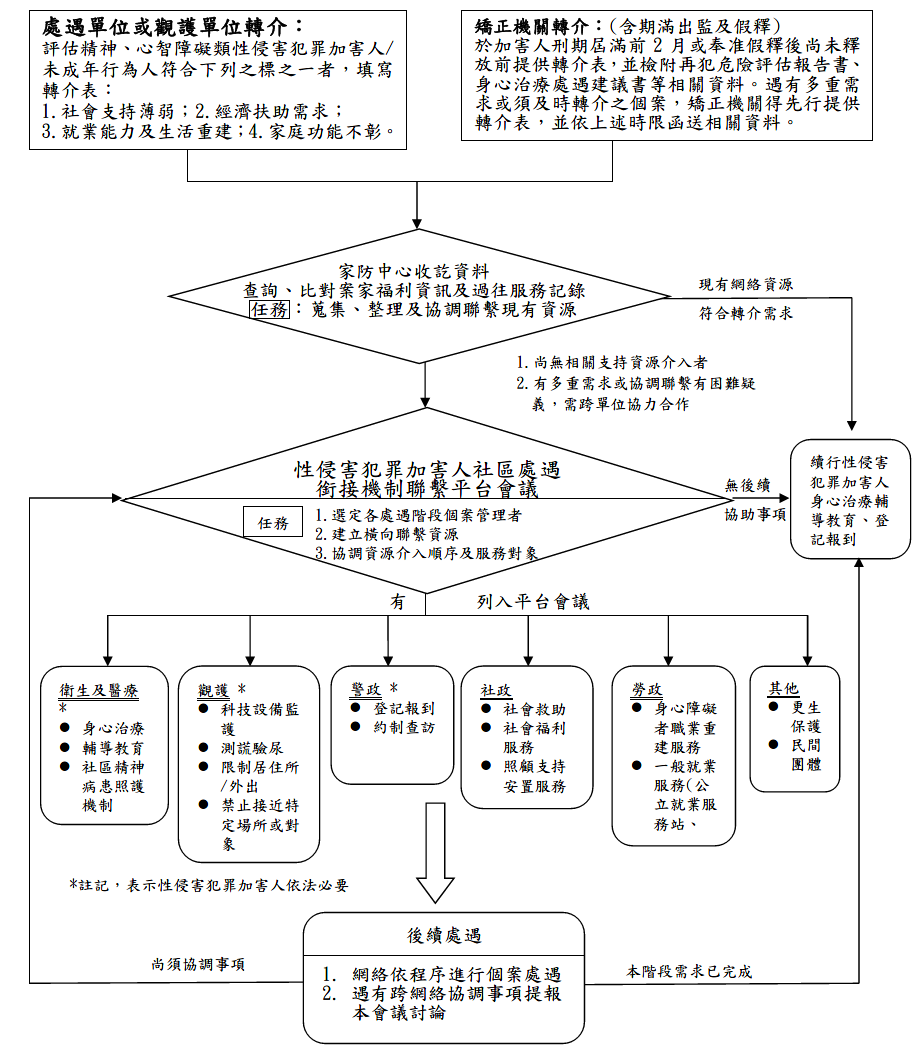 處遇單位或觀護單位轉介：
評估精神、心智障礙類性侵害犯罪加害人/
未成年行為人符合下列之標之一者，填寫
轉介表：
1.社會支持薄弱；2.經濟扶助需求；
3.就業能力及生活重建；4.家庭功能不彰。
矯正機關轉介：(含期滿出監及假釋)
於加害人刑期屆滿前 2 月或奉准假釋後尚未釋
放前提供轉介表，並檢附再犯危險評估報告書、
身心治療處遇建議書等相關資料。遇有多重需
求或須及時轉介之個案，矯正機關得先行提供
轉介表，並依上述時限函送相關資料。
家防中心收訖資料
查詢、比對案家福利資訊及過往服務記錄
任務：蒐集、整理及協調聯繫現有資源
現有網絡資源
符合轉介需求
1.尚無相關支持資源介入者
2.有多重需求或協調聯繫有困難疑
義，需跨單位協力合作
性侵害犯罪加害人社區處遇
銜接機制聯繫平台會議
任務
1.選定各處遇階段個案管理者
2.建立橫向聯繫資源
3.協調資源介入順序及服務對象
無後續
協助事項
續行性侵害
犯罪加害人
身心治療輔
導教育、登
記報到
有
列入平台會議
衛生及醫療
*
● 身心治療
● 輔導教育
● 社區精神
病患照護
機制
觀護 *
● 科技設備監
護
● 測謊驗尿
● 限制居住所
/外出
● 禁止接近特
定場所或對
象
警政 *
● 登記報到
● 約制查訪
社政
● 社會救助
● 社會福利
服務
● 照顧支持
安置服務
勞政
● 身心障礙
者職業重
建服務
● 一般就業
服務(公
立就業服
務站、
其他
● 更生
保護
● 民間
團體
*註記，表示性侵害犯罪加害人依法必要
後續處遇
1. 網絡依程序進行個案處遇
2. 遇有跨網絡協調事項提報
本會議討論
尚須協調事項
本階段需求已完成